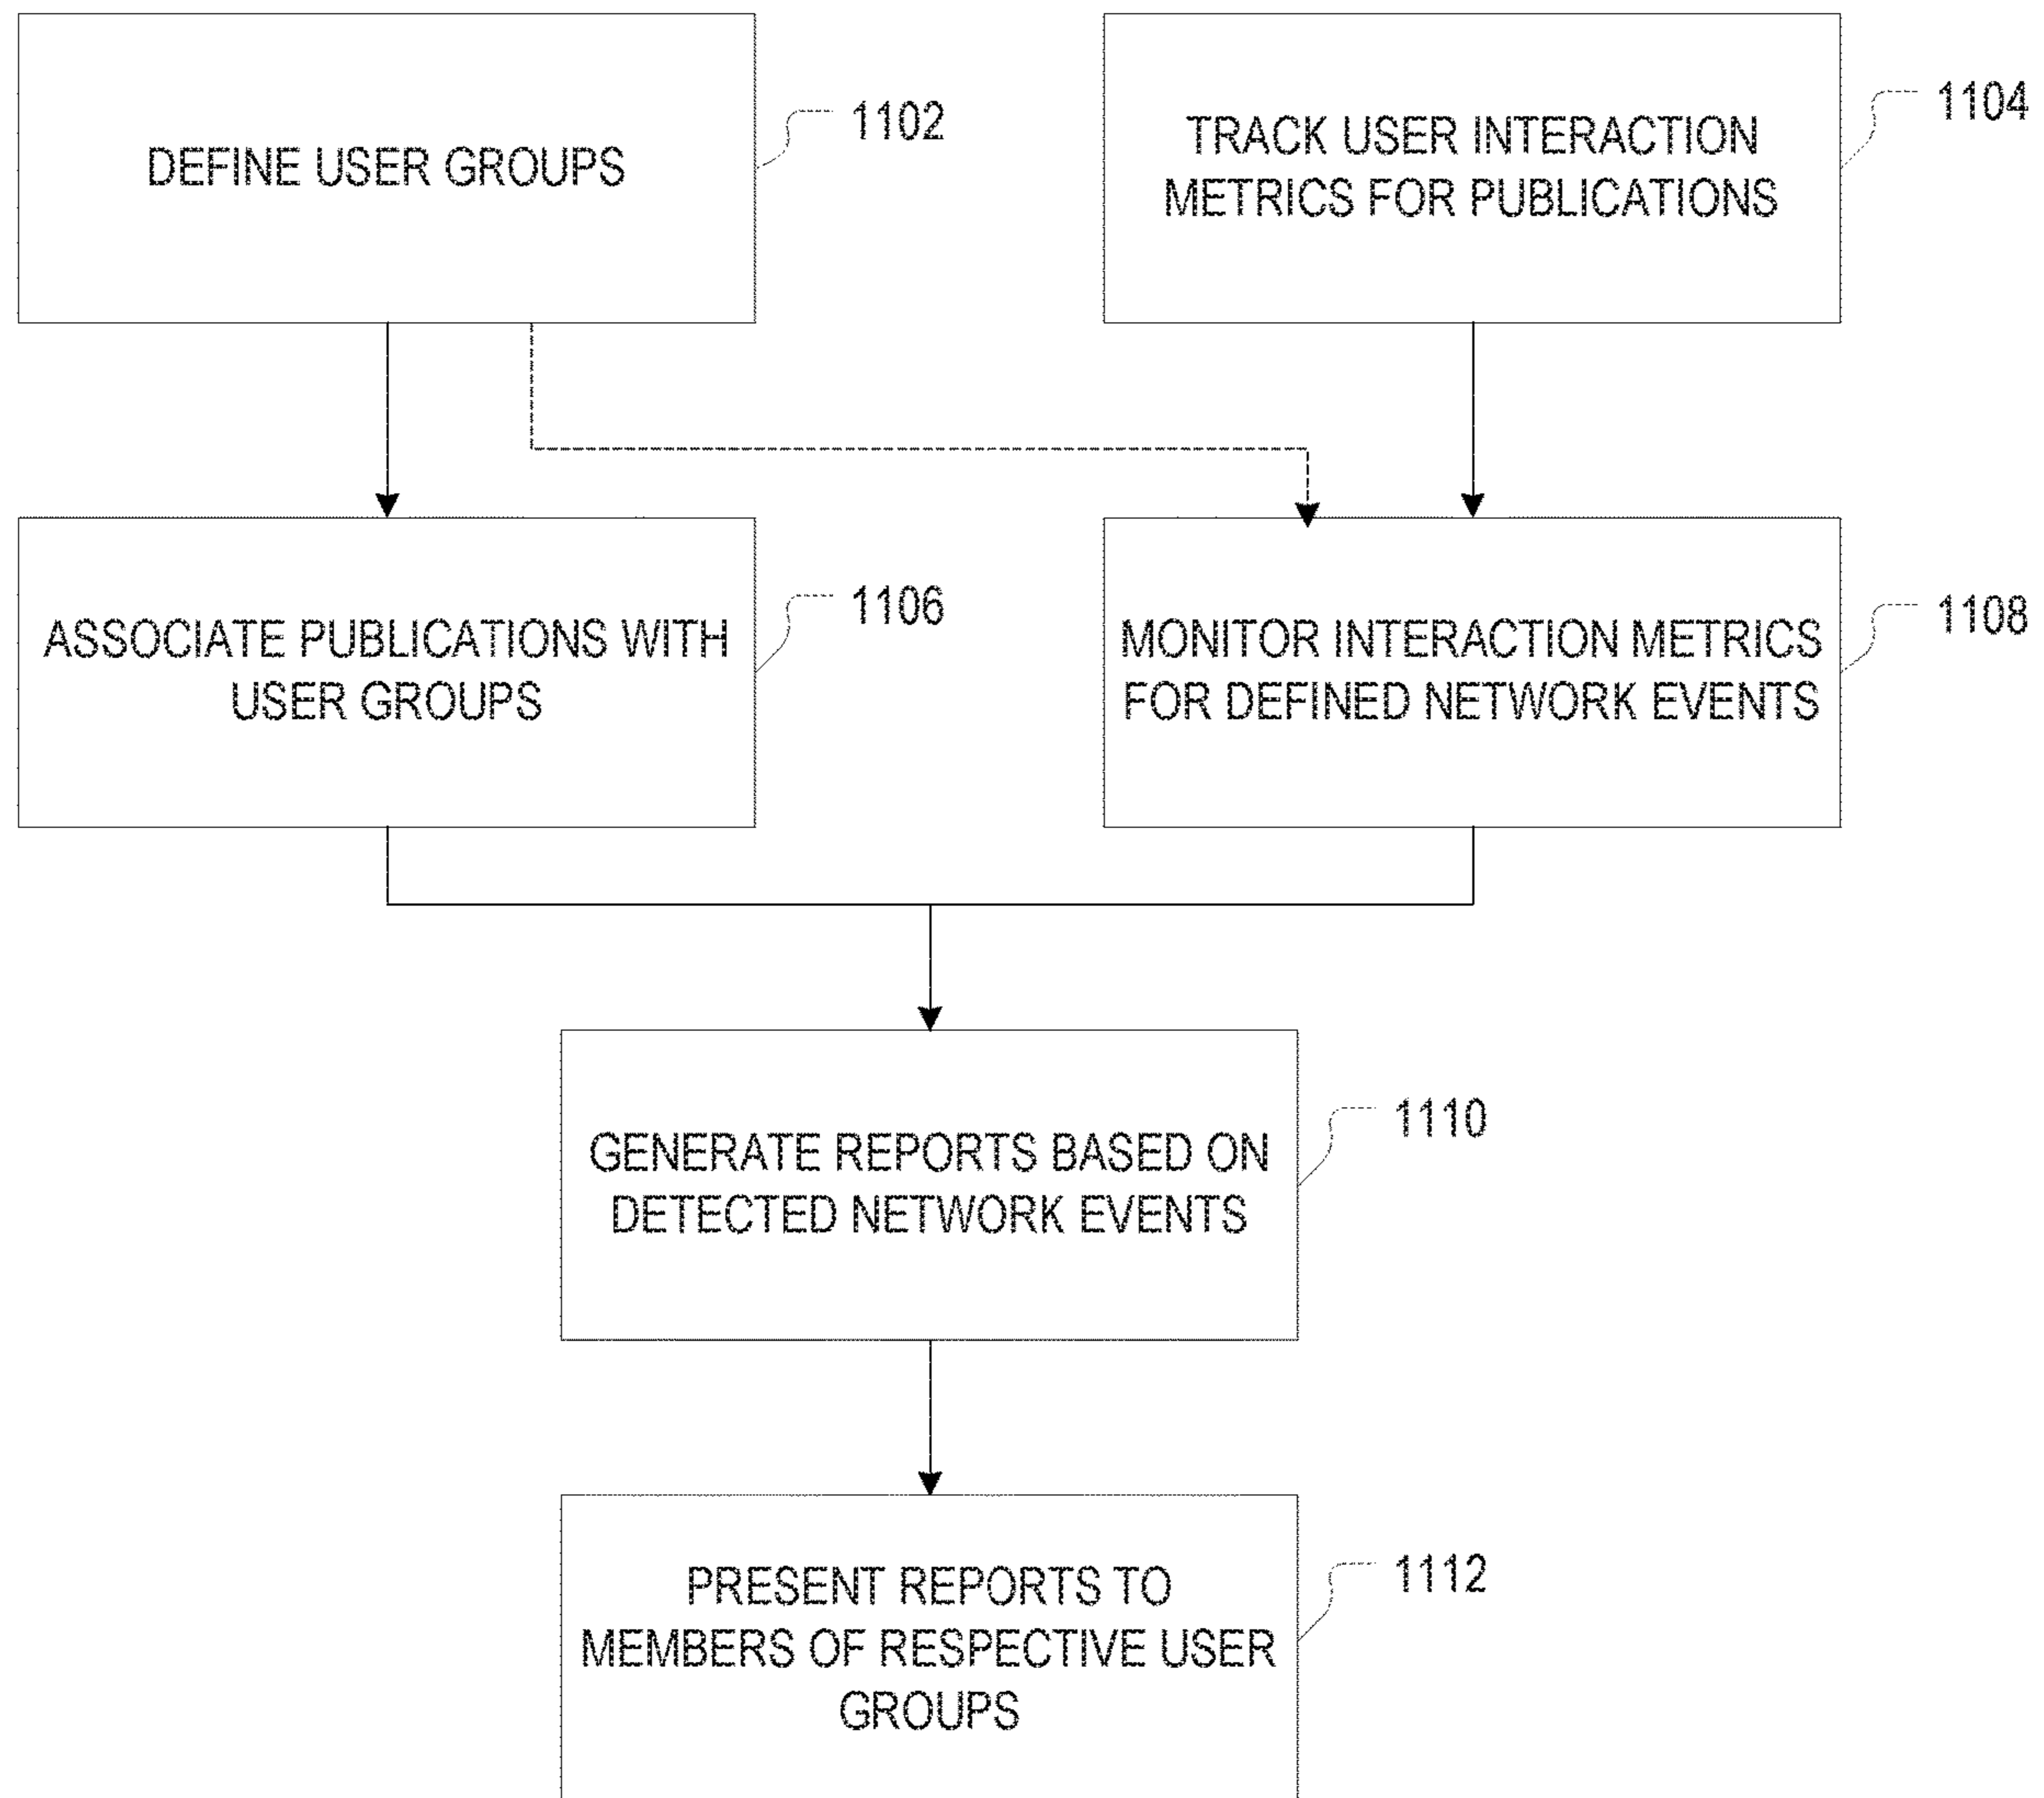 DEFINE USER GROUPS
1102
TRACK USER INTERACTION
METRICS FOR PUBLICATIONS
1104
ASSOCIATE PUBLICATIONS WITH
USER GROUPS
1106
MONITOR INTERACTION METRICS
FOR DEFINED NETWORK EVENTS
1108
GENERATE REPORTS BASED ON
DETECTED NETWORK EVENTS
1110
PRESENT REPORTS TO
MEMBERS OF RESPECTIVE USER
GROUPS
1112